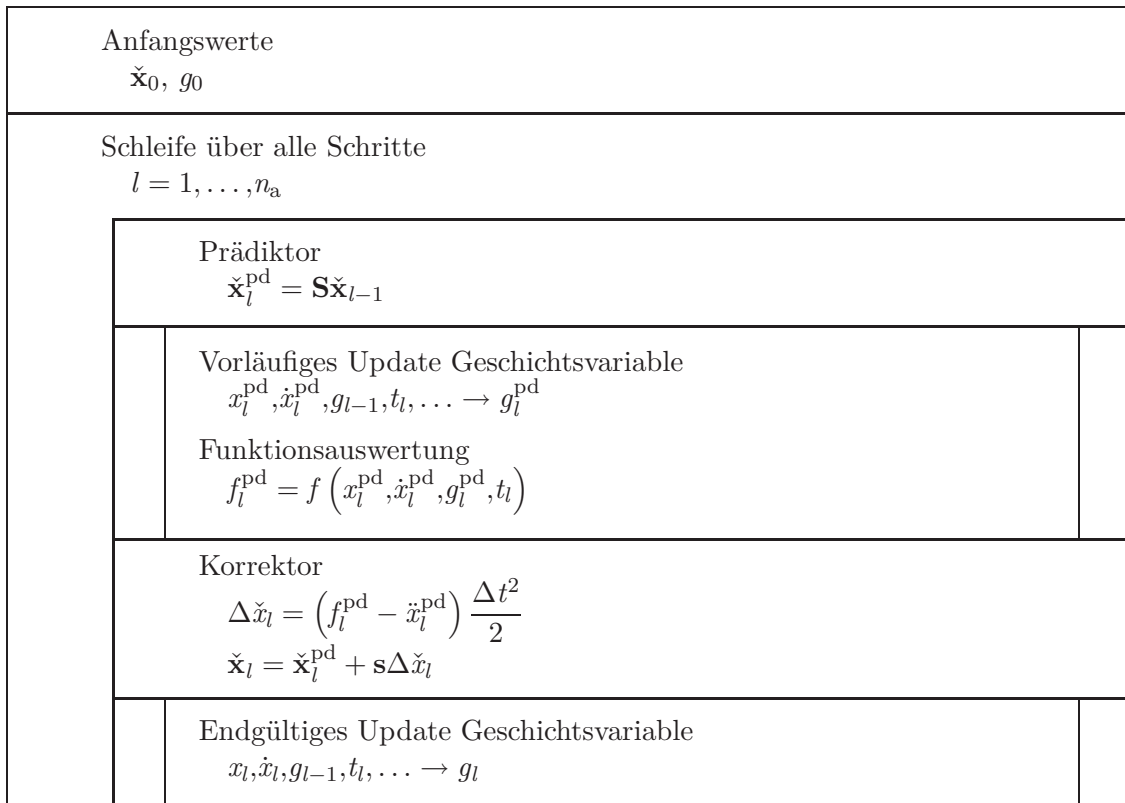 Anfangswerte
x̌₀, g₀
Schleife über alle Schritte
l = 1, . . . ,nₐ
Prädiktor
x̌ₗᵖᵈ = Sx̌ₗ₋₁
Vorläufiges Update Geschichtsvariable
xₗᵖᵈ,ẋₗᵖᵈ,gₗ₋₁,tₗ, . . . → gₗᵖᵈ
Funktionsauswertung
fₗᵖᵈ = f (xₗᵖᵈ,ẋₗᵖᵈ,gₗᵖᵈ,tₗ)
Korrektor
Δx̌ₗ = (fₗᵖᵈ − ẍₗᵖᵈ) Δt²/2
x̌ₗ = x̌ₗᵖᵈ + sΔx̌ₗ
Endgültiges Update Geschichtsvariable
xₗ,ẋₗ,gₗ₋₁,tₗ, . . . → gₗ